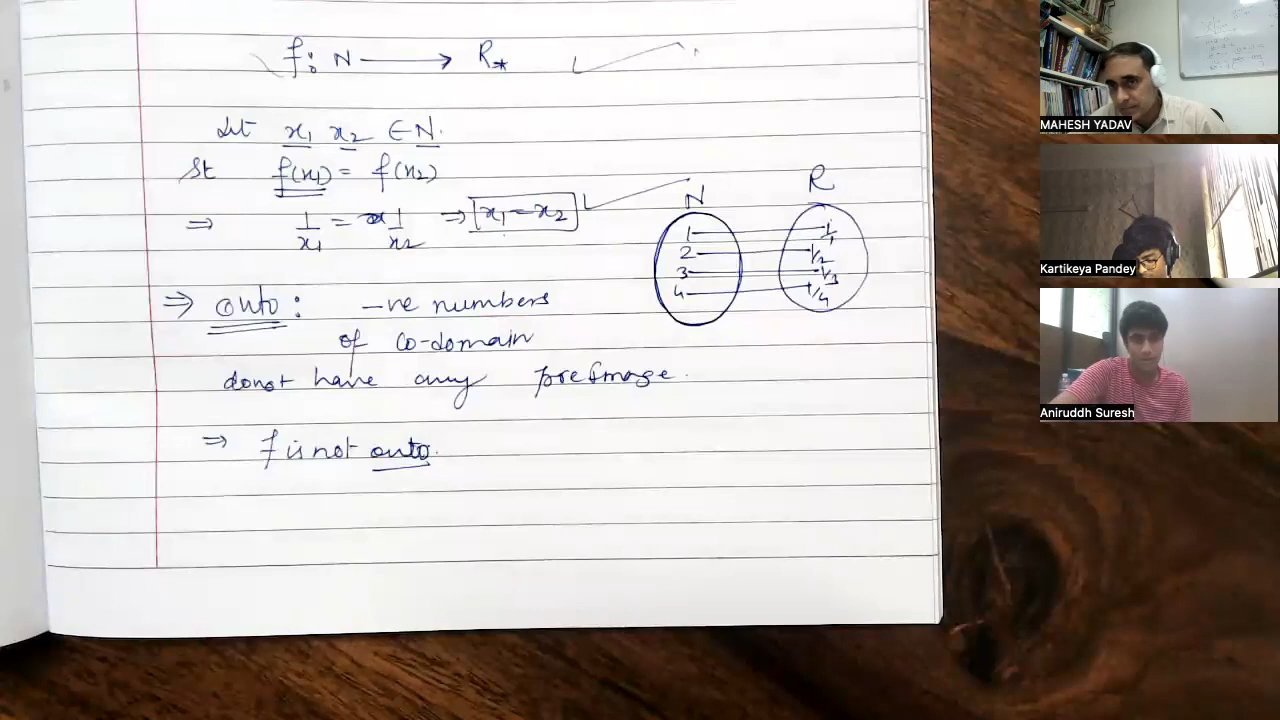 f: N → R*
Let x₁ x₂ ∈ N.
St f(x₁) = f(x₂)
⇒ 1/x₁ = 1/x₂ ⇒ x₁ = x₂
N R
1 1/1
2 1/2
3 1/3
4 1/4
⇒ onto: -ve numbers
of co-domain
donot have any preimage.
⇒ f is not onto.
MAHESH YADAV
Kartikeya Pandey
Aniruddh Suresh